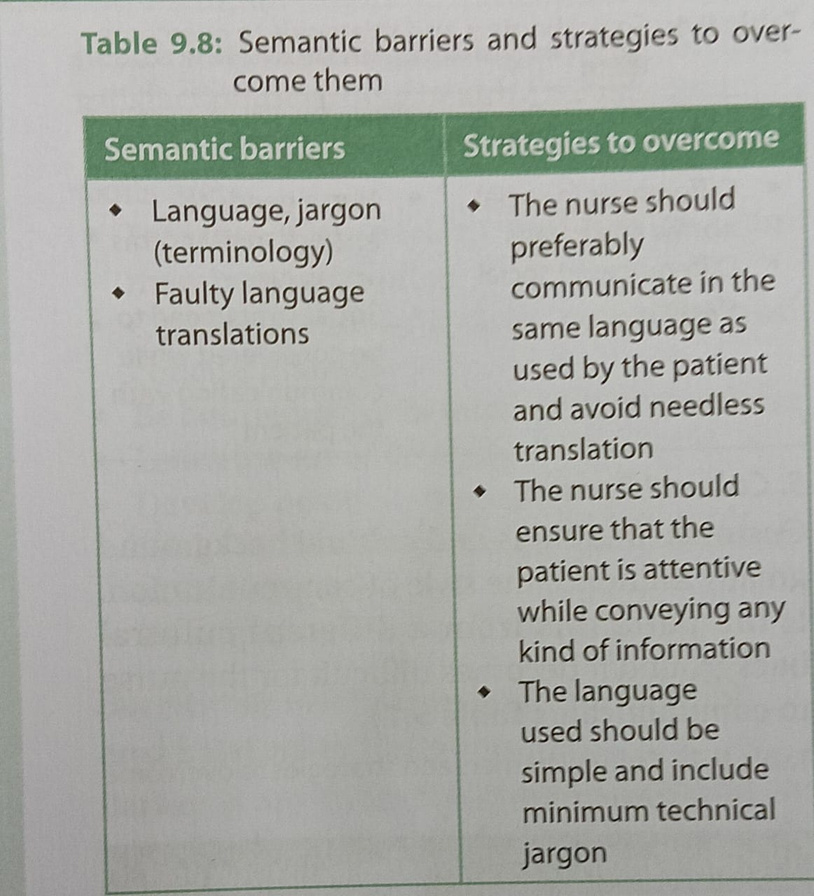 Table 9.8: Semantic barriers and strategies to over-
come them
Semantic barriers
Strategies to overcome
◆ Language, jargon
(terminology)
◆ Faulty language
translations
◆ The nurse should
preferably
communicate in the
same language as
used by the patient
and avoid needless
translation
◆ The nurse should
ensure that the
patient is attentive
while conveying any
kind of information
◆ The language
used should be
simple and include
minimum technical
jargon